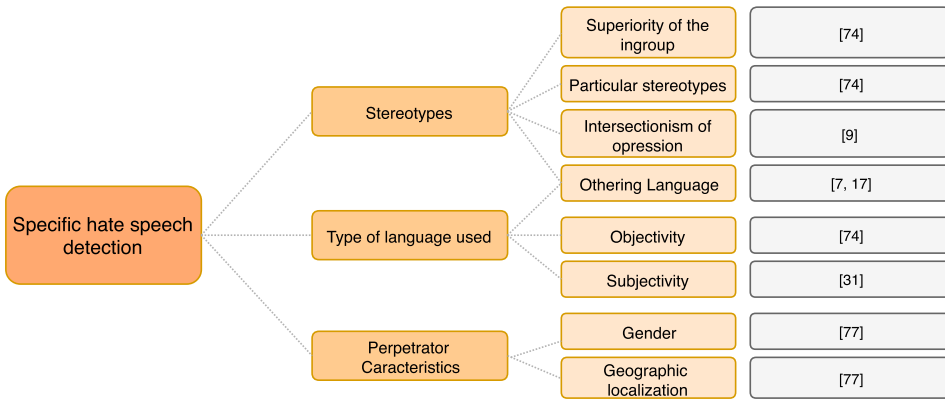 Specific hate speech
detection
Stereotypes
Type of language used
Perpetrator
Caracteristics
Superiority of the
ingroup
[74]
Particular stereotypes
[74]
Intersectionism of
opression
[9]
Othering Language
[7, 17]
Objectivity
[74]
Subjectivity
[31]
Gender
[77]
Geographic
localization
[77]